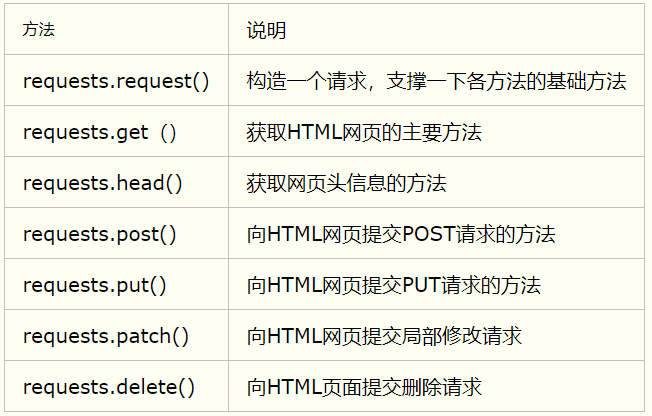 方法 说明
requests.request() 构造一个请求，支撑一下各方法的基础方法
requests.get（） 获取HTML网页的主要方法
requests.head() 获取网页头信息的方法
requests.post() 向HTML网页提交POST请求的方法
requests.put() 向HTML网页提交PUT请求的方法
requests.patch() 向HTML网页提交局部修改请求
requests.delete() 向HTML页面提交删除请求